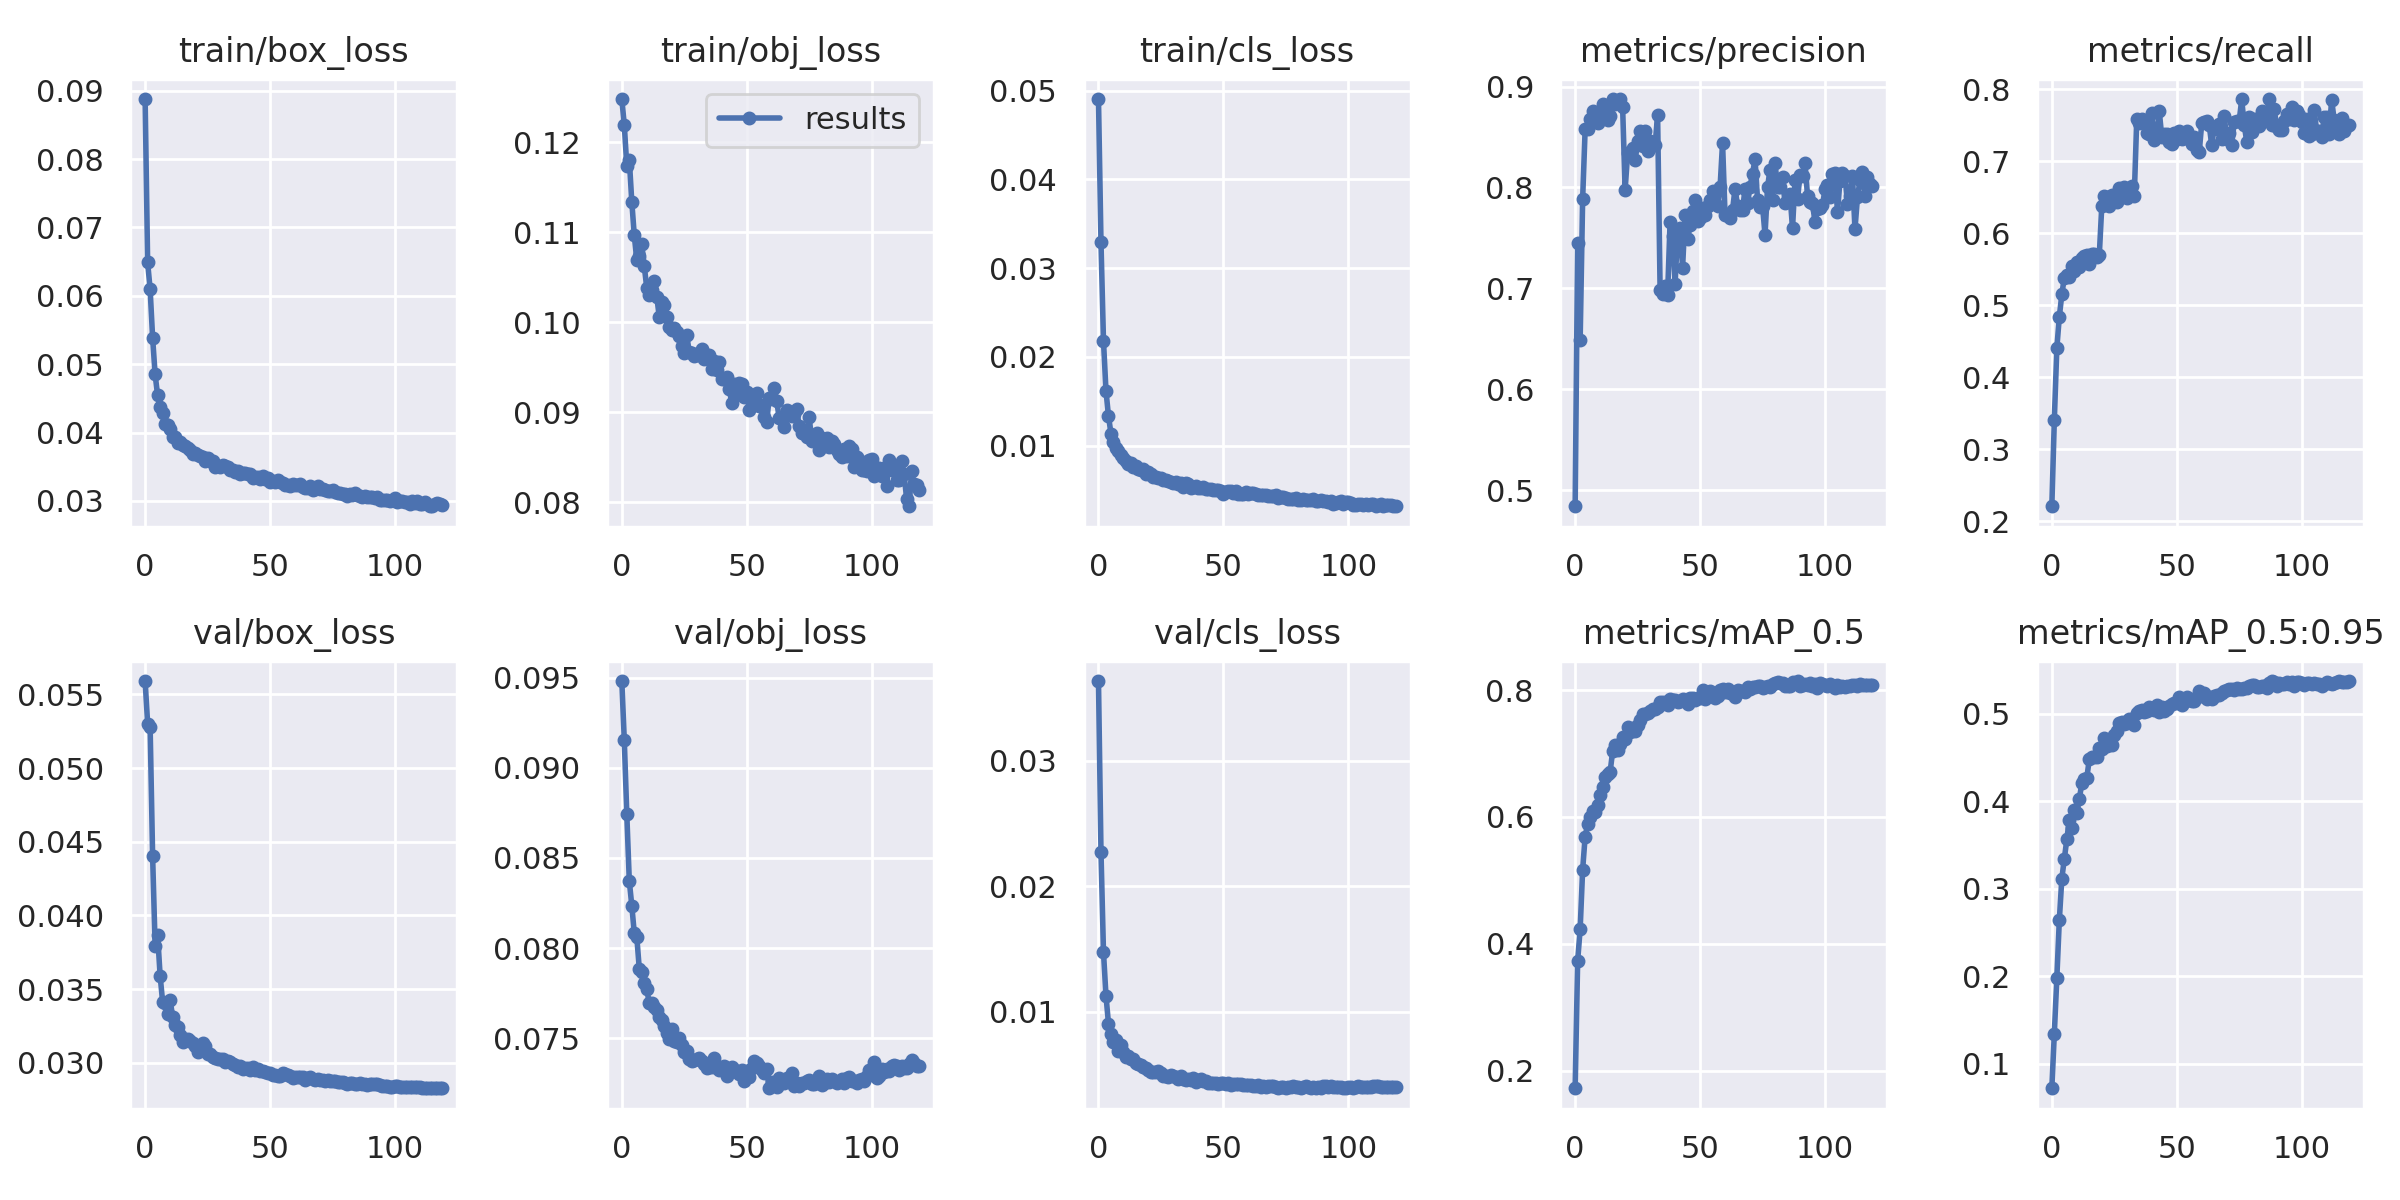 train/box_loss
0.09
0.08
0.07
0.06
0.05
0.04
0.03
0 50 100
train/obj_loss
results
0.12
0.11
0.10
0.09
0.08
0 50 100
train/cls_loss
0.05
0.04
0.03
0.02
0.01
0 50 100
metrics/precision
0.9
0.8
0.7
0.6
0.5
0 50 100
metrics/recall
0.8
0.7
0.6
0.5
0.4
0.3
0.2
0 50 100
val/box_loss
0.055
0.050
0.045
0.040
0.035
0.030
0 50 100
val/obj_loss
0.095
0.090
0.085
0.080
0.075
0 50 100
val/cls_loss
0.03
0.02
0.01
0 50 100
metrics/mAP_0.5
0.8
0.6
0.4
0.2
0 50 100
metrics/mAP_0.5:0.95
0.5
0.4
0.3
0.2
0.1
0 50 100